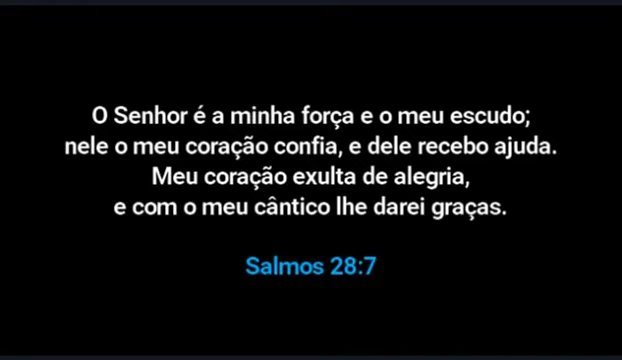 O Senhor é a minha força e o meu escudo;
nele o meu coração confia, e dele recebo ajuda.
Meu coração exulta de alegria,
e com o meu cântico lhe darei graças.
Salmos 28:7